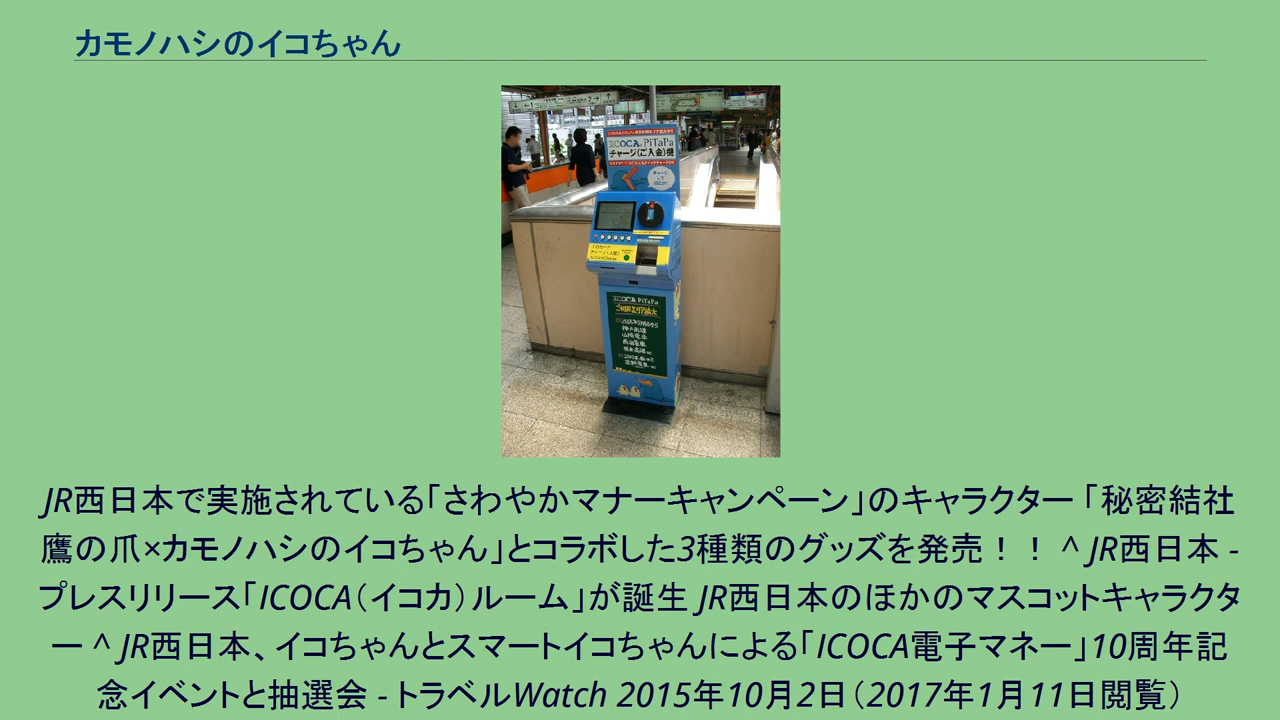 カモノハシのイコちゃん
ICOCA PiTaPa
チャージ(ご入金)機
チャージ
して
ICOCA PiTaPa
JR西日本で実施されている「さわやかマナーキャンペーン」のキャラクター 「秘密結社
鷹の爪×カモノハシのイコちゃん」とコラボした3種類のグッズを発売！！ ^ JR西日本 -
プレスリリース「ICOCA（イコカ）ルーム」が誕生 JR西日本のほかのマスコットキャラクタ
ー ^ JR西日本、イコちゃんとスマートイコちゃんによる「ICOCA電子マネー」10周年記
念イベントと抽選会 - トラベルWatch 2015年10月2日（2017年1月11日閲覧）